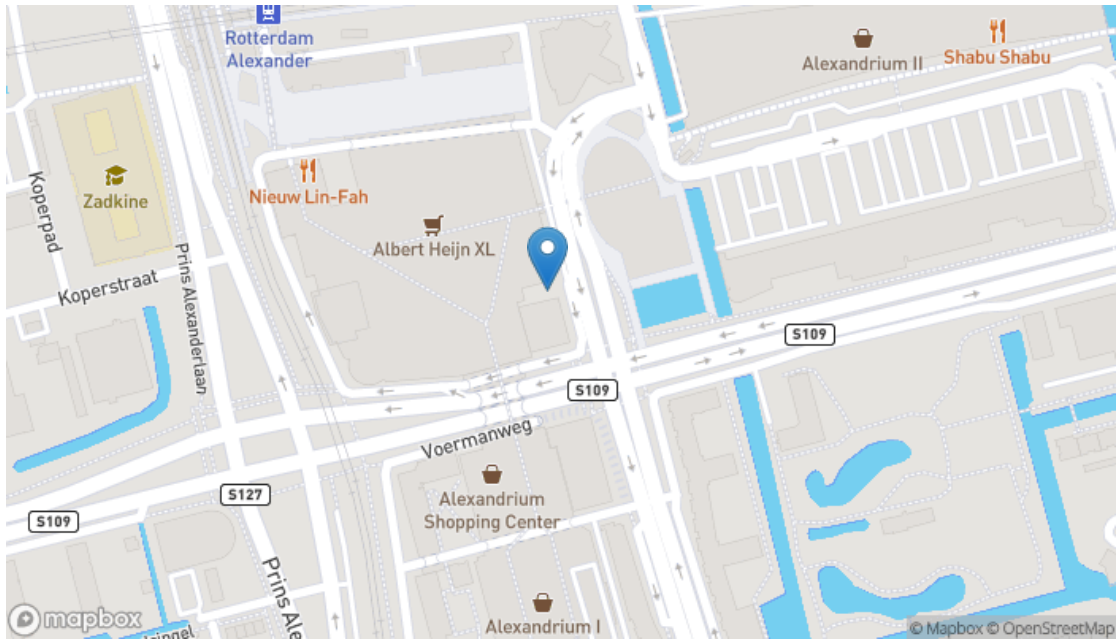 Rotterdam
Alexander
Alexandrium II
Shabu Shabu
Zadkine
Koperpad
Nieuw Lin-Fah
Albert Heijn XL
Koperstraat
Prins Alexanderlaan
S109
S109
Voermanweg
S127
S109
Alexandrium
Shopping Center
Prins Ale
Alexandrium I
singel
mapbox
© Mapbox © OpenStreetMap